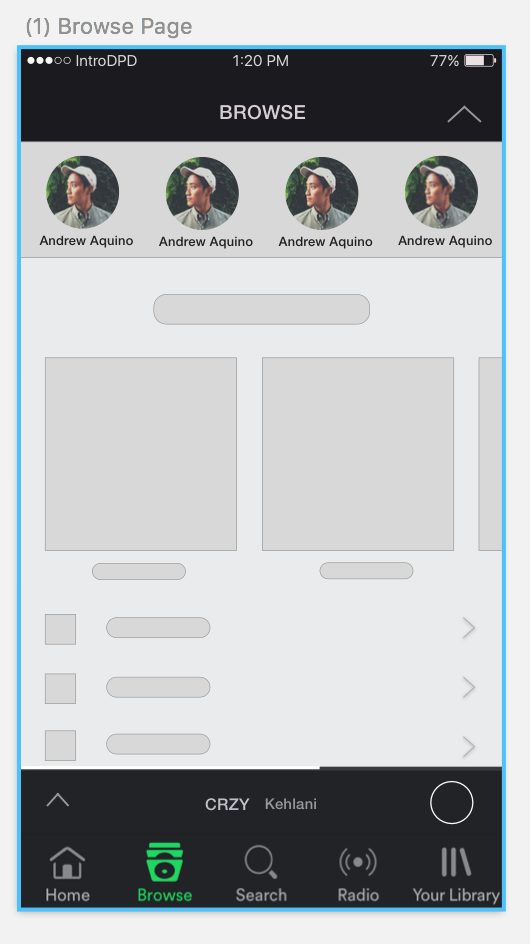 (1) Browse Page
IntroDPD 1:20 PM 77%
BROWSE
Andrew Aquino Andrew Aquino Andrew Aquino Andrew Aquino
CRZY Kehlani
Home Browse Search Radio Your Library